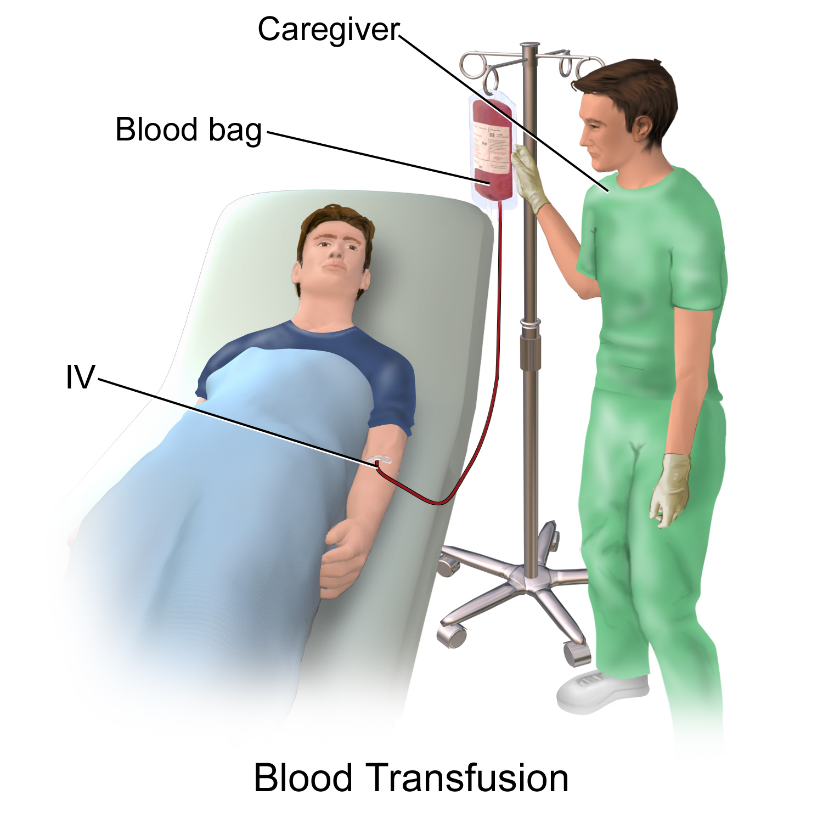 Caregiver
Blood bag
IV
Blood Transfusion